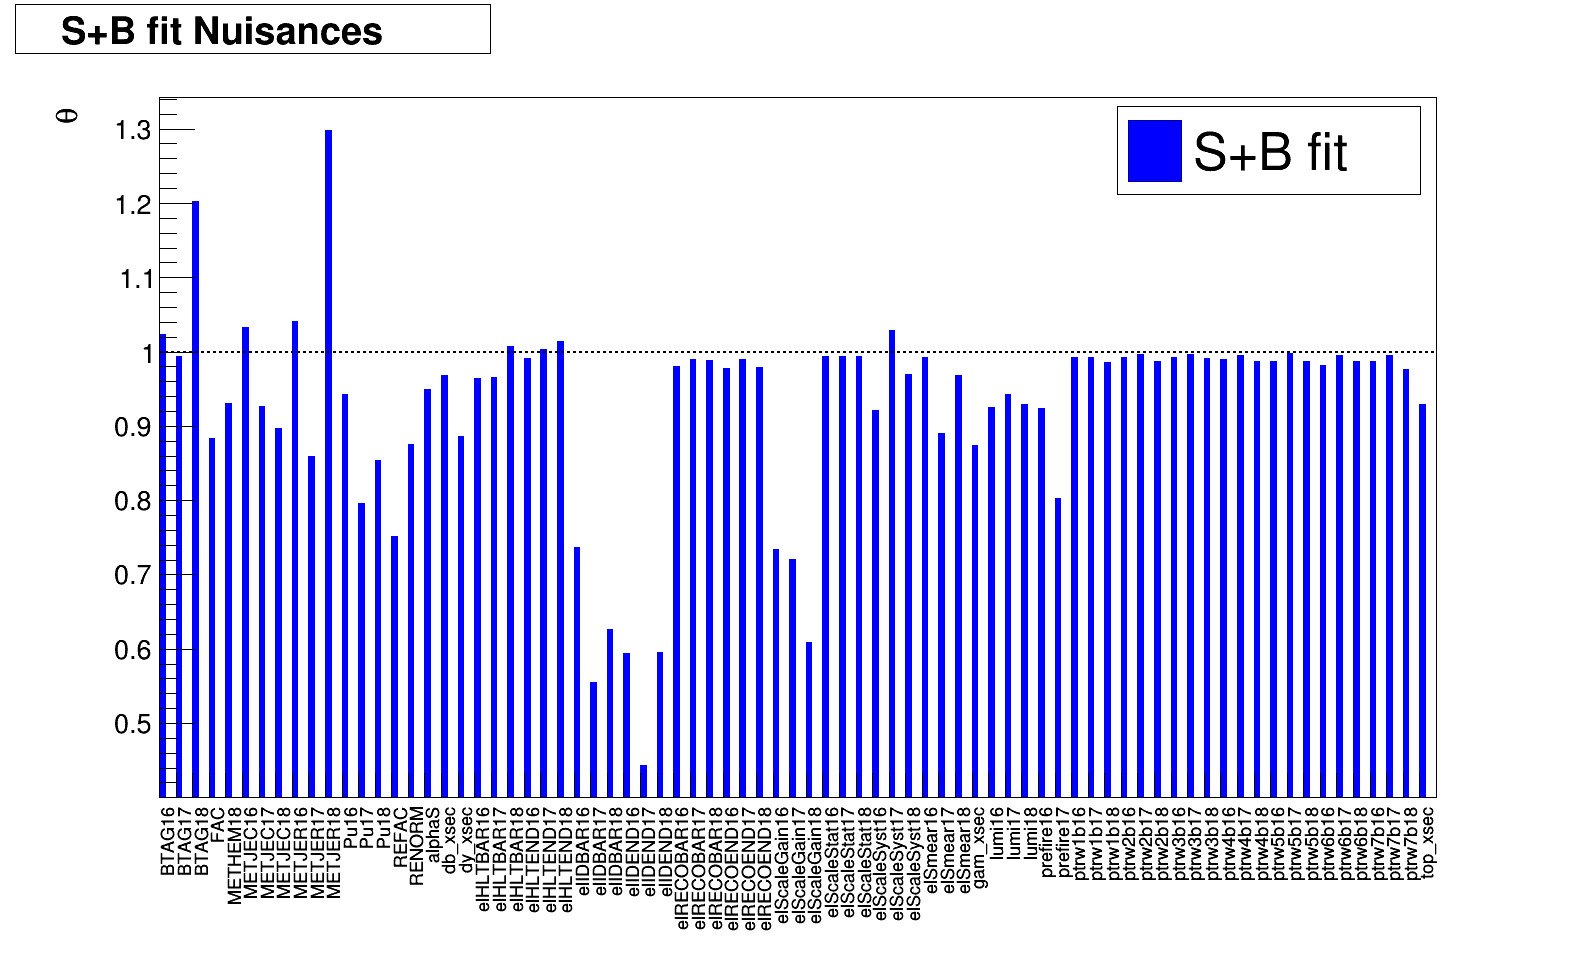 S+B fit Nuisances
θ
S+B fit
1.3
1.2
1.1
1
0.9
0.8
0.7
0.6
0.5
BTAG16
BTAG17
BTAG18
FAC
METHEMI18
METJEC16
METJEC17
METJEC18
METJER16
METJER17
METJER18
Pu16
Pu17
Pu18
REFAC
RENORM
alphaS
db_xsec
dy_xsec
elHLTBAR16
elHLTBAR17
elHLTBAR18
elHLTEND16
elHLTEND17
elHLTEND18
elIDBAR16
elIDBAR17
elIDBAR18
elIDEND16
elIDEND17
elIDEND18
elRECOBAR16
elRECOBAR17
elRECOBAR18
elRECOEND16
elRECOEND17
elRECOEND18
elScaleGain16
elScaleGain17
elScaleGain18
elScaleStat16
elScaleStat17
elScaleStat18
elScaleSyst16
elScaleSyst17
elScaleSyst18
elSmear16
elSmear17
elSmear18
gam_xsec
lumi16
lumi17
lumi18
prefire16
prefire17
ptrw1b16
ptrw1b17
ptrw1b18
ptrw2b16
ptrw2b17
ptrw2b18
ptrw3b16
ptrw3b17
ptrw3b18
ptrw4b16
ptrw4b17
ptrw4b18
ptrw5b16
ptrw5b17
ptrw5b18
ptrw6b16
ptrw6b17
ptrw6b18
ptrw7b16
ptrw7b17
ptrw7b18
top_xsec